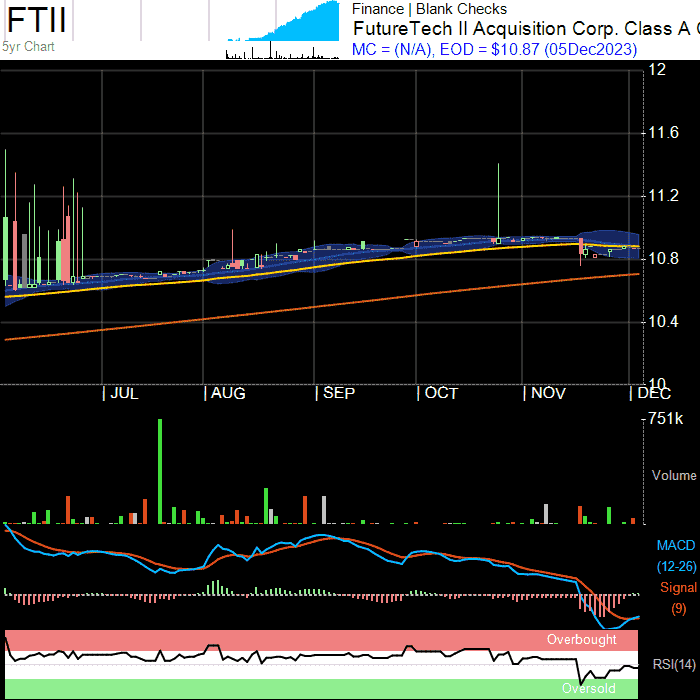 FTII
5yr Chart
Finance | Blank Checks
FutureTech II Acquisition Corp. Class A
MC = (N/A), EOD = $10.87 (05Dec2023)
12
11.6
11.2
10.8
10.4
10
| JUL | AUG | SEP | OCT | NOV | DEC
751k
Volume
MACD
(12-26)
Signal
(9)
Overbought
RSI(14)
Oversold